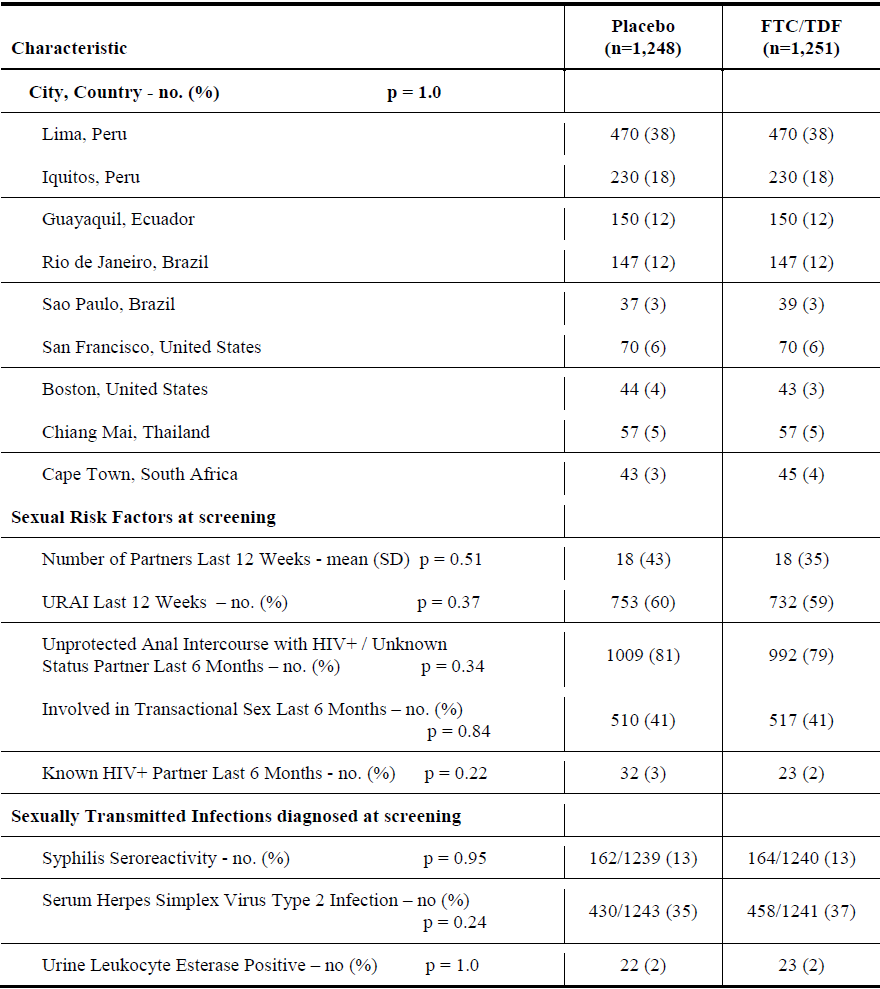 Characteristic Placebo (n=1,248) FTC/TDF (n=1,251)
City, Country - no. (%) p = 1.0
Lima, Peru 470 (38) 470 (38)
Iquitos, Peru 230 (18) 230 (18)
Guayaquil, Ecuador 150 (12) 150 (12)
Rio de Janeiro, Brazil 147 (12) 147 (12)
Sao Paulo, Brazil 37 (3) 39 (3)
San Francisco, United States 70 (6) 70 (6)
Boston, United States 44 (4) 43 (3)
Chiang Mai, Thailand 57 (5) 57 (5)
Cape Town, South Africa 43 (3) 45 (4)
Sexual Risk Factors at screening
Number of Partners Last 12 Weeks - mean (SD) p = 0.51 18 (43) 18 (35)
URAI Last 12 Weeks – no. (%) p = 0.37 753 (60) 732 (59)
Unprotected Anal Intercourse with HIV+ / Unknown
Status Partner Last 6 Months – no. (%) p = 0.34 1009 (81) 992 (79)
Involved in Transactional Sex Last 6 Months – no. (%)
p = 0.84 510 (41) 517 (41)
Known HIV+ Partner Last 6 Months - no. (%) p = 0.22 32 (3) 23 (2)
Sexually Transmitted Infections diagnosed at screening
Syphilis Seroreactivity - no. (%) p = 0.95 162/1239 (13) 164/1240 (13)
Serum Herpes Simplex Virus Type 2 Infection – no (%)
p = 0.24 430/1243 (35) 458/1241 (37)
Urine Leukocyte Esterase Positive – no (%) p = 1.0 22 (2) 23 (2)